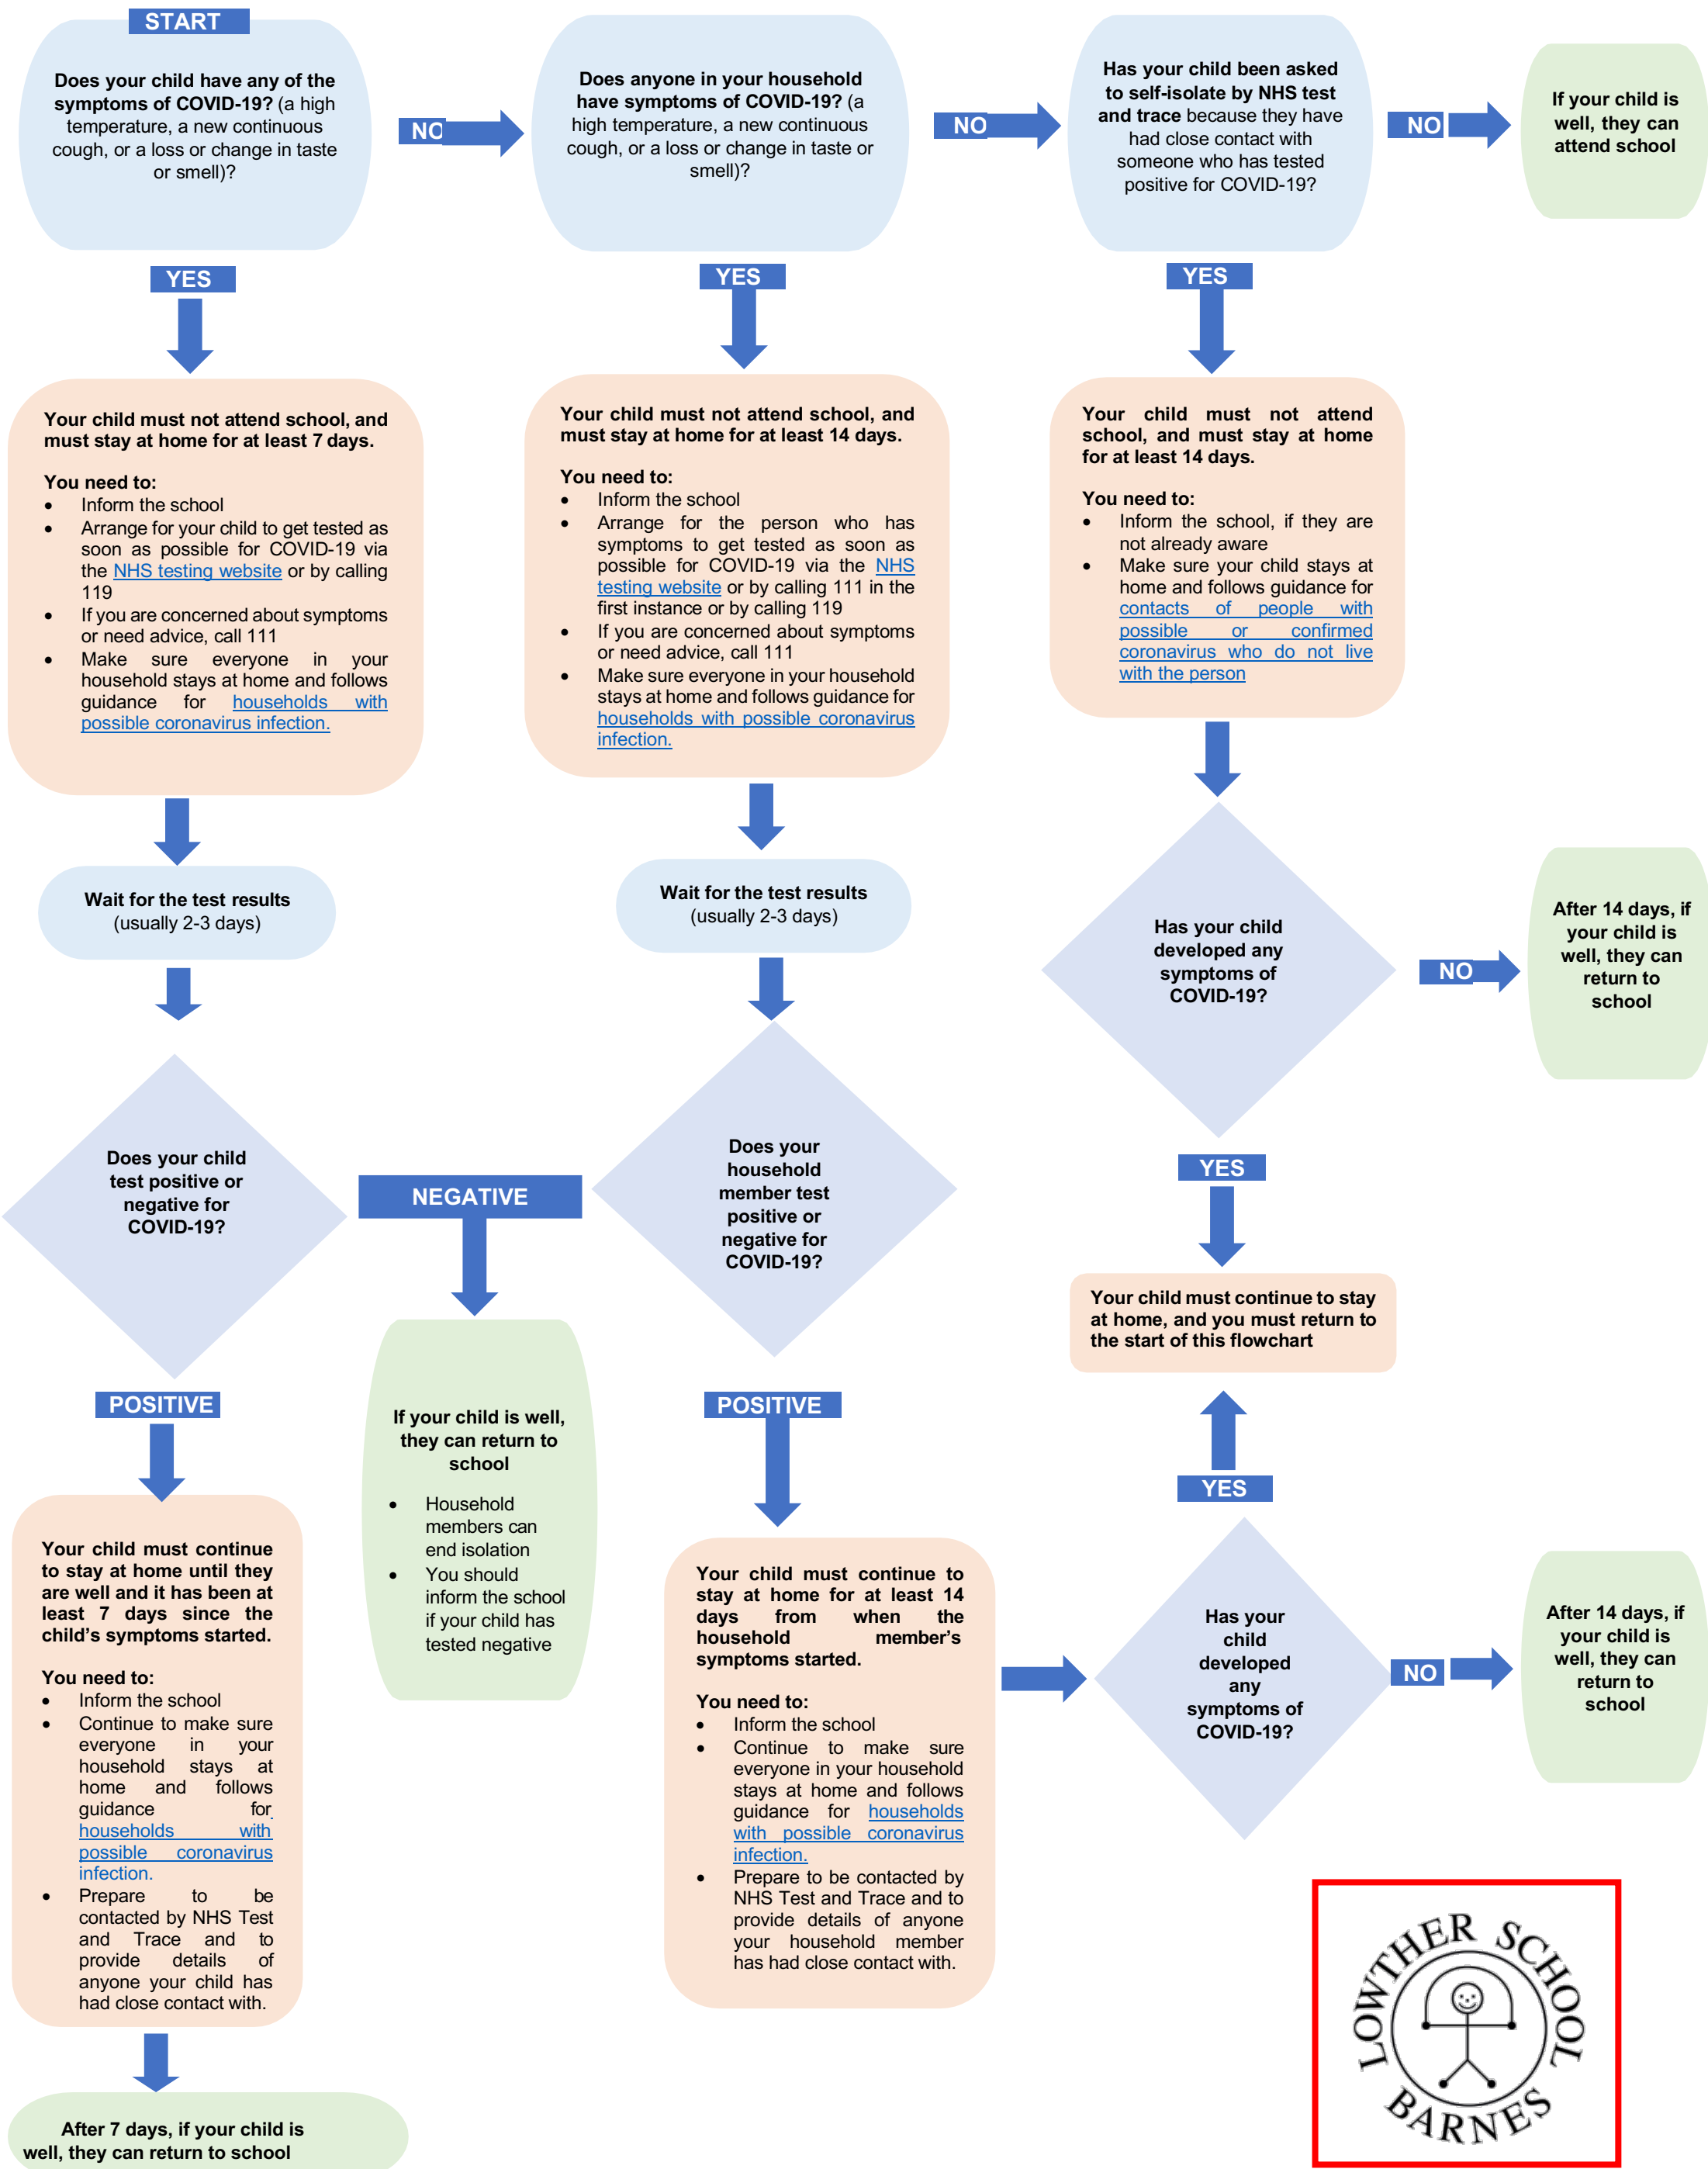 START
Does your child have any of the
symptoms of COVID-19? (a high
temperature, a new continuous
cough, or a loss or change in taste
or smell)?
NO
Does anyone in your household
have symptoms of COVID-19? (a
high temperature, a new continuous
cough, or a loss or change in taste or
smell)?
NO
Has your child been asked
to self-isolate by NHS test
and trace because they have
had close contact with
someone who has tested
positive for COVID-19?
NO
If your child is
well, they can
attend school
YES
YES
YES
Your child must not attend school, and
must stay at home for at least 7 days.
You need to:
• Inform the school
• Arrange for your child to get tested as
soon as possible for COVID-19 via
the NHS testing website or by calling
119
• If you are concerned about symptoms
or need advice, call 111
• Make sure everyone in your
household stays at home and follows
guidance for households with
possible coronavirus infection.
Your child must not attend school, and
must stay at home for at least 14 days.
You need to:
• Inform the school
• Arrange for the person who has
symptoms to get tested as soon as
possible for COVID-19 via the NHS
testing website or by calling 111 in the
first instance or by calling 119
• If you are concerned about symptoms
or need advice, call 111
• Make sure everyone in your household
stays at home and follows guidance for
households with possible coronavirus
infection.
Your child must not attend
school, and must stay at home
for at least 14 days.
You need to:
• Inform the school, if they are
not already aware
• Make sure your child stays at
home and follows guidance for
contacts of people with
possible or confirmed
coronavirus who do not live
with the person
Wait for the test results
(usually 2-3 days)
Wait for the test results
(usually 2-3 days)
Has your child
developed any
symptoms of
COVID-19?
NO
After 14 days, if
your child is
well, they can
return to
school
Does your child
test positive or
negative for
COVID-19?
NEGATIVE
Does your
household
member test
positive or
negative for
COVID-19?
YES
Your child must continue to stay
at home, and you must return to
the start of this flowchart
POSITIVE
If your child is well,
they can return to
school
• Household
members can
end isolation
• You should
inform the school
if your child has
tested negative
POSITIVE
YES
Your child must continue
to stay at home until they
are well and it has been at
least 7 days since the
child's symptoms started.
You need to:
• Inform the school
• Continue to make sure
everyone in your
household stays at
home and follows
guidance for
households with
possible coronavirus
infection.
• Prepare to be
contacted by NHS Test
and Trace and to
provide details of
anyone your child has
had close contact with.
Your child must continue to
stay at home for at least 14
days from when the
household member's
symptoms started.
You need to:
• Inform the school
• Continue to make sure
everyone in your household
stays at home and follows
guidance for households
with possible coronavirus
infection.
• Prepare to be contacted by
NHS Test and Trace and to
provide details of anyone
your household member
has had close contact with.
Has your
child
developed
any
symptoms of
COVID-19?
NO
After 14 days, if
your child is
well, they can
return to
school
After 7 days, if your child is
well, they can return to school
LOWTHER SCHOOL
BARNES